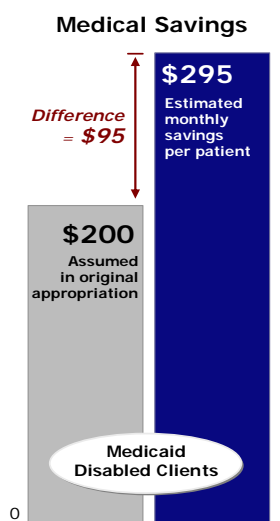 Medical Savings
$295
Estimated
monthly
savings
per patient
Difference
= $95
$200
Assumed
in original
appropriation
Medicaid
Disabled Clients
0